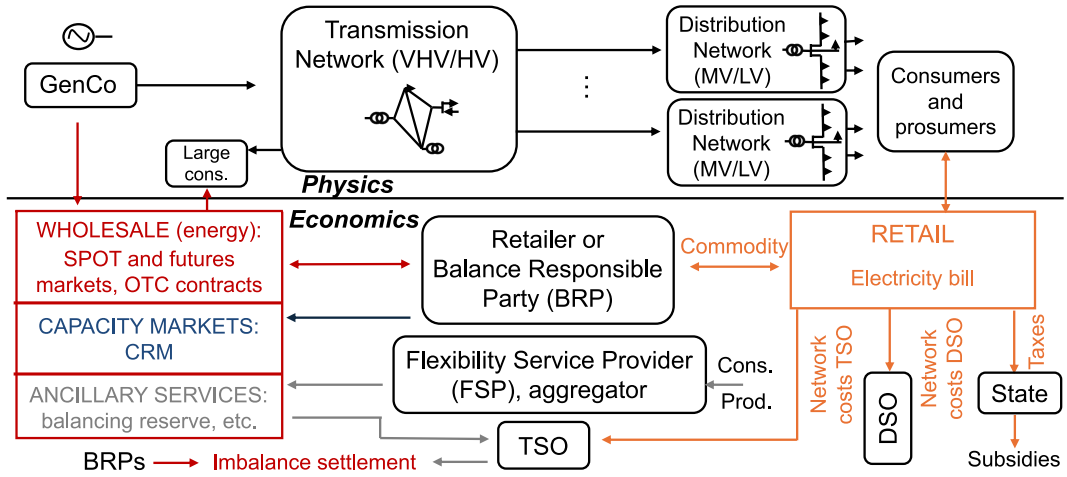 GenCo
Transmission
Network (VHV/HV)
Distribution
Network
(MV/LV)
Distribution
Network
(MV/LV)
Consumers
and
prosumers
Large
cons.
Physics
Economics
WHOLESALE (energy):
SPOT and futures
markets, OTC contracts
CAPACITY MARKETS:
CRM
ANCILLARY SERVICES:
balancing reserve, etc.
Retailer or
Balance Responsible
Party (BRP)
Commodity
RETAIL
Electricity bill
Flexibility Service Provider
(FSP), aggregator
Cons.
Prod.
Network
costs TSO
Network
costs DSO
Taxes
DSO
State
TSO
BRPs
Imbalance settlement
Subsidies